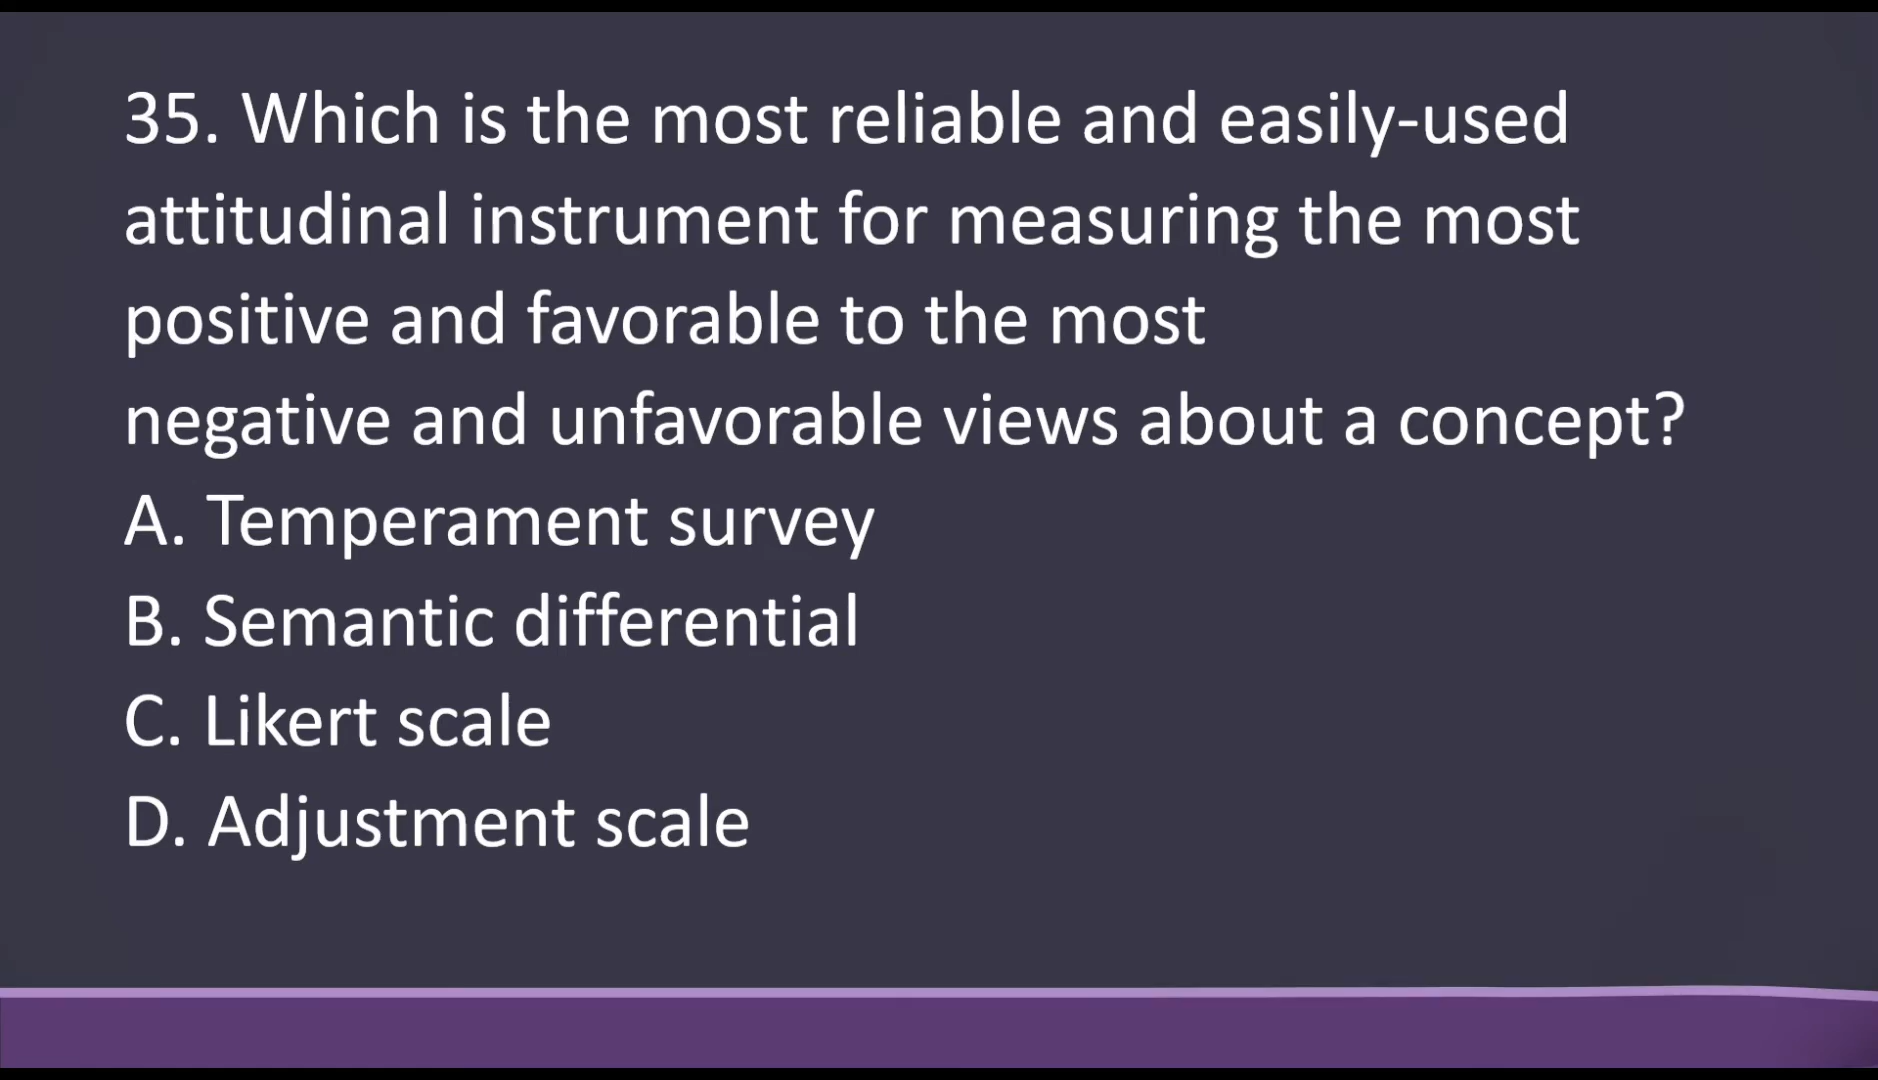 35. Which is the most reliable and easily-used
attitudinal instrument for measuring the most
positive and favorable to the most
negative and unfavorable views about a concept?
A. Temperament survey
B. Semantic differential
C. Likert scale
D. Adjustment scale